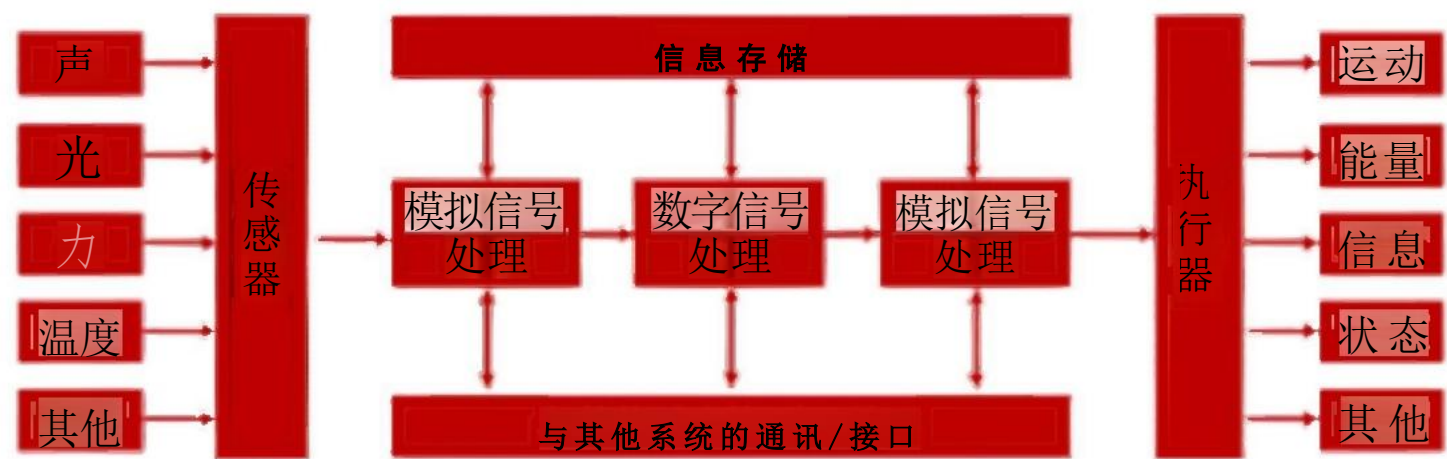 声
光
力
温度
其他
传感器
信息存储
模拟信号
处理
数字信号
处理
模拟信号
处理
与其他系统的通讯/接口
执行器
运动
能量
信息
状态
其他